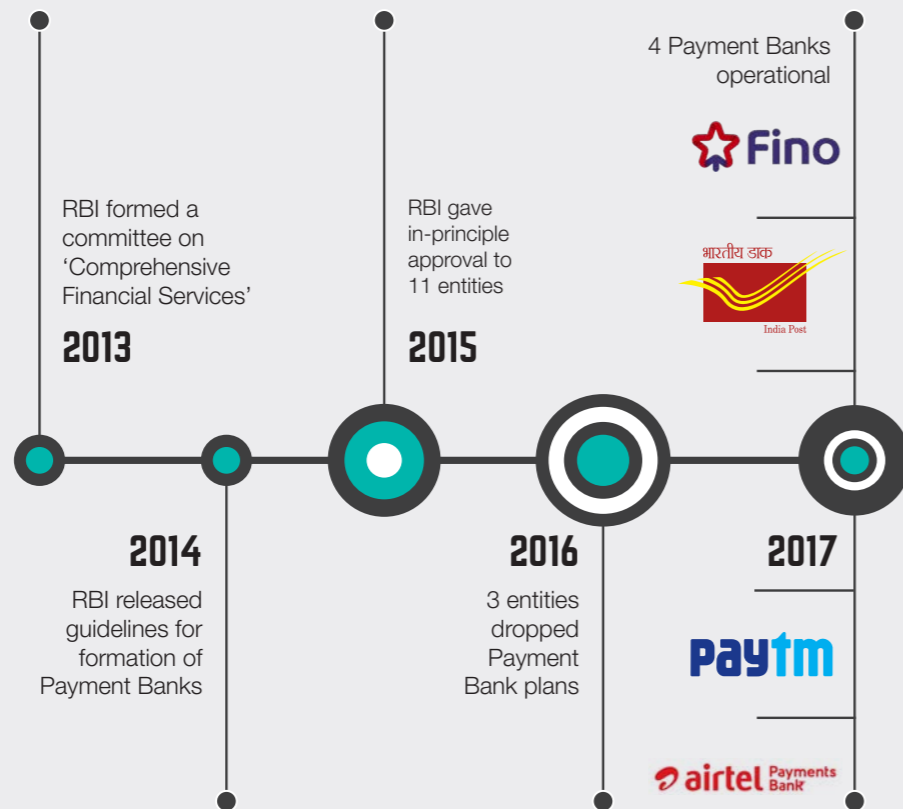 RBI formed a
committee on
‘Comprehensive
Financial Services’
2013
2014
RBI released
guidelines for
formation of
Payment Banks
RBI gave
in-principle
approval to
11 entities
2015
2016
3 entities
dropped
Payment
Bank plans
4 Payment Banks
operational
Fino
भारतीय डाक
India Post
2017
paytm
airtel Payments
Bank